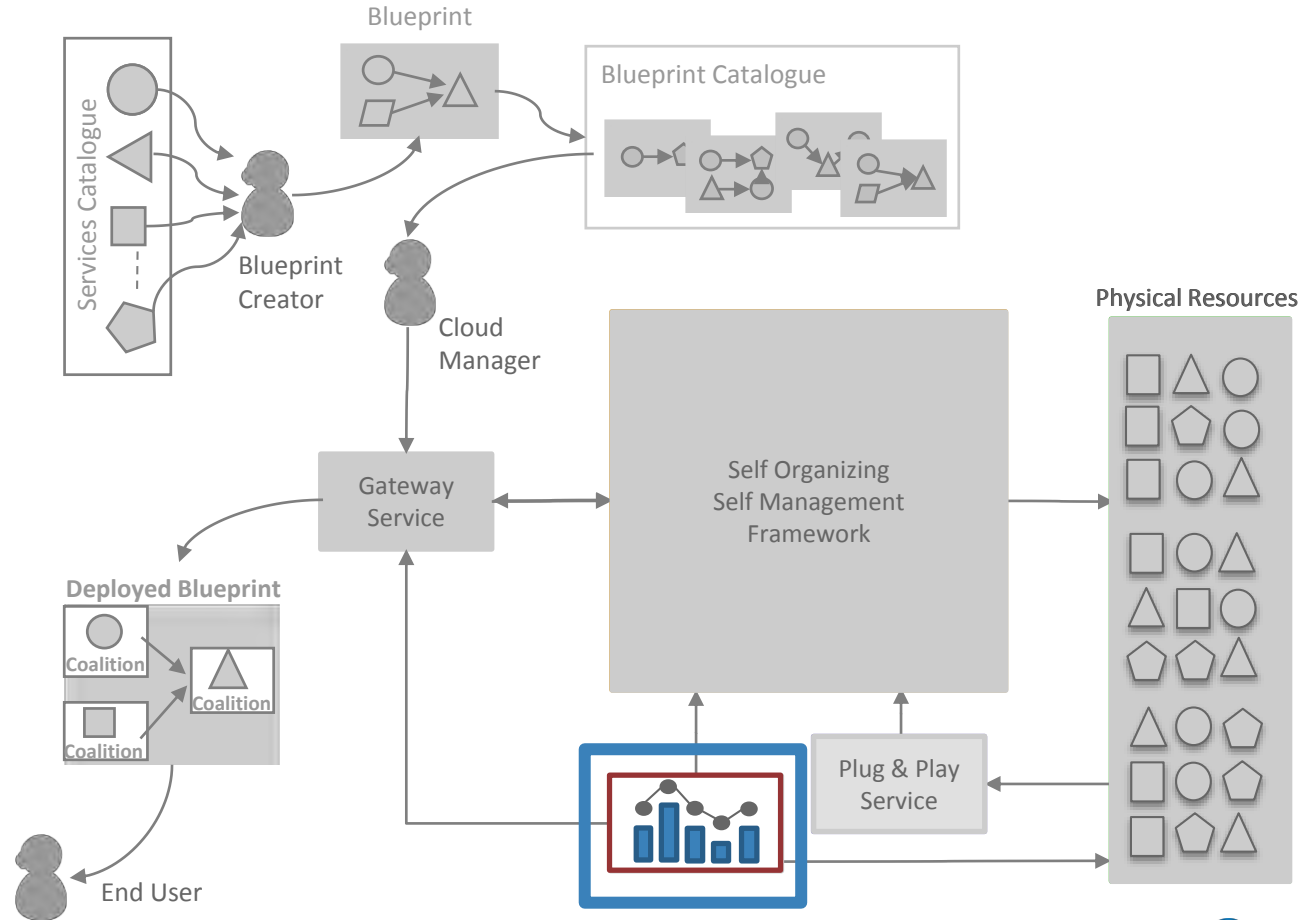 Blueprint
Services Catalogue
Blueprint Catalogue
Blueprint
Creator
Cloud
Manager
Physical Resources
Gateway
Service
Self Organizing
Self Management
Framework
Deployed Blueprint
Coalition
Coalition
Coalition
Plug & Play
Service
End User